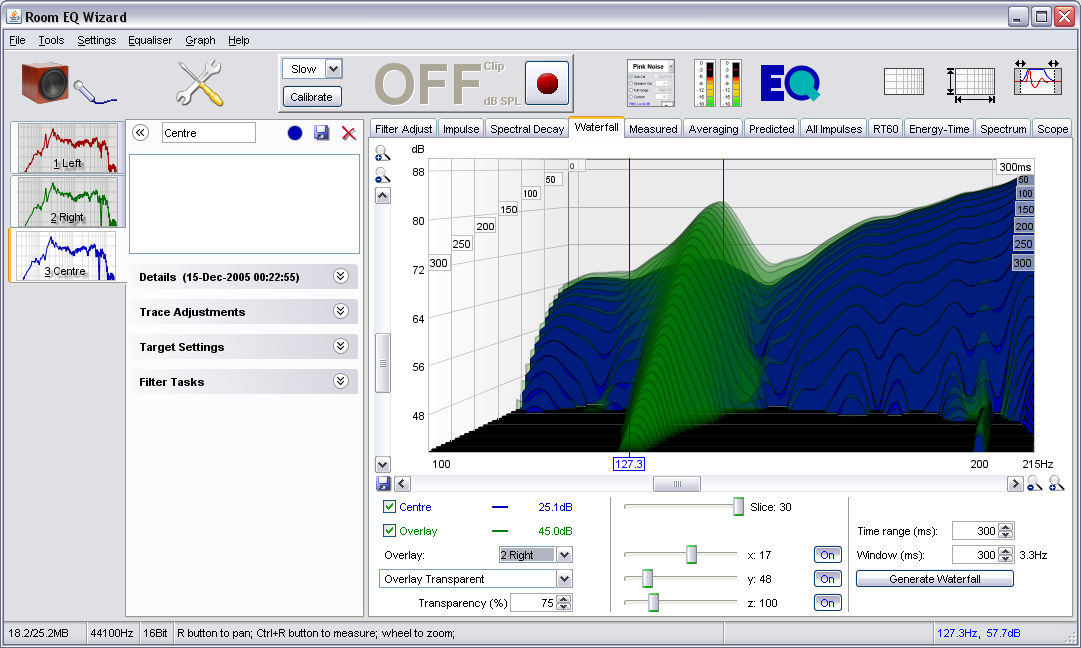 Room EQ Wizard
File Tools Settings Equaliser Graph Help
Slow
Calibrate
OFF
Clip
dB SPL
Pink Noise
EQ
1 Left
2 Right
3 Centre
Centre
Details (15-Dec-2005 00:22:55)
Trace Adjustments
Target Settings
Filter Tasks
Filter Adjust Impulse Spectral Decay Waterfall Measured Averaging Predicted All Impulses RT60 Energy-Time Spectrum Scope
dB
88
80
72
64
56
48
0
50
100
150
200
250
300
300ms
50
100
150
200
250
300
100 127.3 200 215Hz
Centre 25.1dB
Overlay 45.0dB
Overlay: 2 Right
Overlay Transparent
Transparency (%) 75
Slice: 30
x: 17 On
y: 48 On
z: 100 On
Time range (ms): 300
Window (ms): 300 3.3Hz
Generate Waterfall
18.2/25.2MB 44100Hz 16Bit R button to pan; Ctrl+R button to measure; wheel to zoom; 127.3Hz, 57.7dB